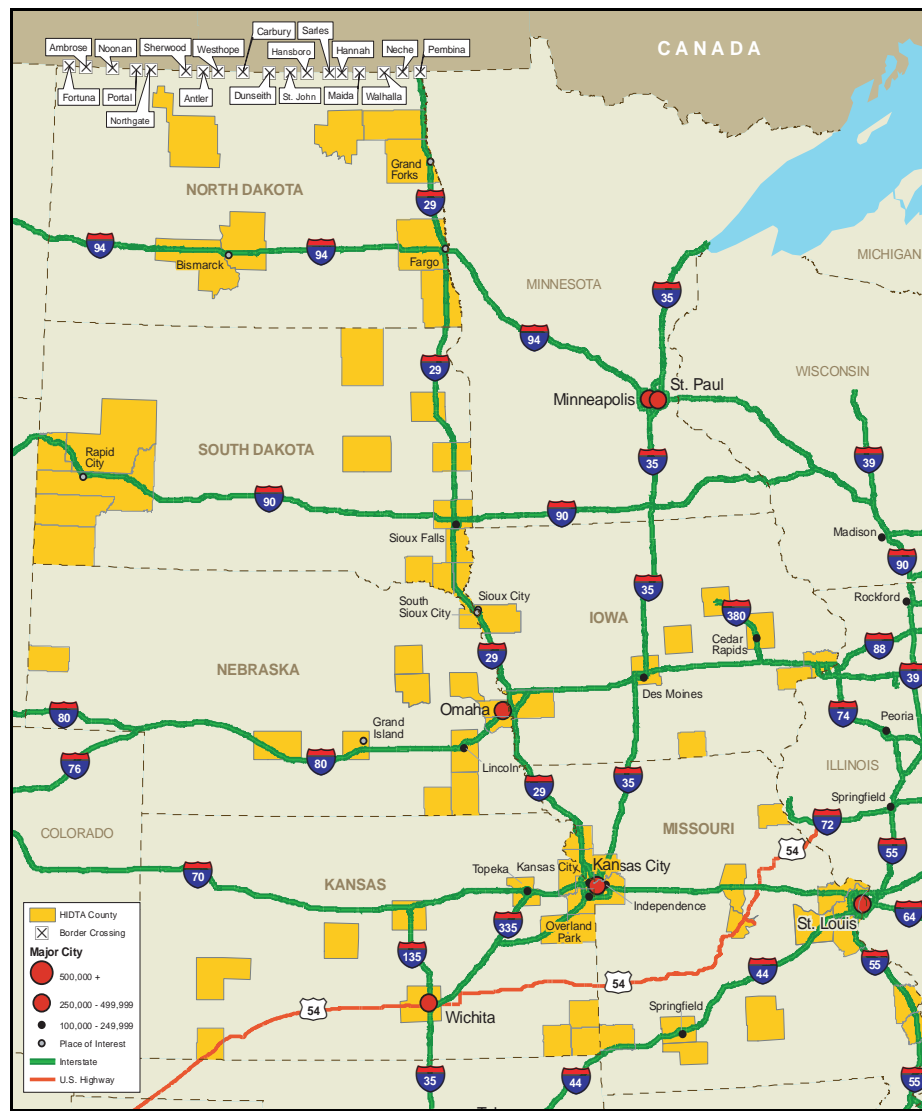 CANADA
Ambrose
Noonan
Sherwood
Westhope
Carbury
Hansboro
Sarles
Hannah
Neche
Pembina
Fortuna
Portal
Northgate
Antler
Dunseith
St. John
Maida
Walhalla
Grand
Forks
NORTH DAKOTA
29
94
94
Bismarck
Fargo
MINNESOTA
MICHIGAN
35
94
29
WISCONSIN
Minneapolis
St. Paul
SOUTH DAKOTA
Rapid
City
35
39
90
90
Sioux Falls
Madison
90
35
South
Sioux City
Sioux City
IOWA
380
Cedar
Rapids
Rockford
88
NEBRASKA
29
39
Des Moines
80
Omaha
74
Peoria
Grand
Island
76
80
Lincoln
ILLINOIS
29
35
Springfield
COLORADO
MISSOURI
72
54
55
70
KANSAS
Topeka
Kansas City
Kansas City
Independence
335
Overland
Park
St. Louis
64
135
55
44
54
54
Wichita
Springfield
35
44
55
HIDTA County
Border Crossing
Major City
500,000 +
250,000 - 499,999
100,000 - 249,999
Place of Interest
Interstate
U.S. Highway